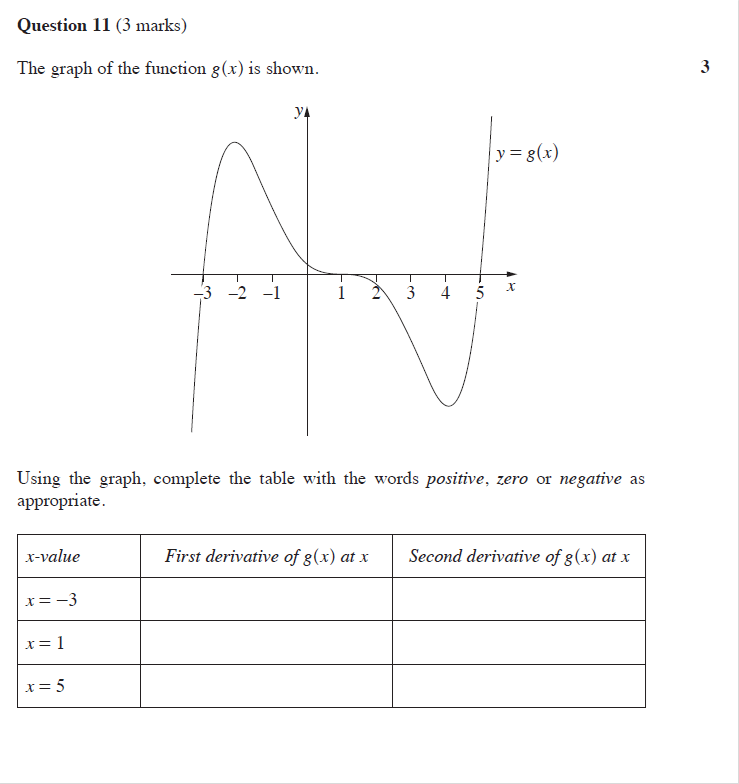 Question 11 (3 marks)
The graph of the function g(x) is shown.
3
y
y = g(x)
–3 –2 –1 1 2 3 4 5 x
Using the graph, complete the table with the words positive, zero or negative as
appropriate.
x-value First derivative of g(x) at x Second derivative of g(x) at x
x = –3
x = 1
x = 5